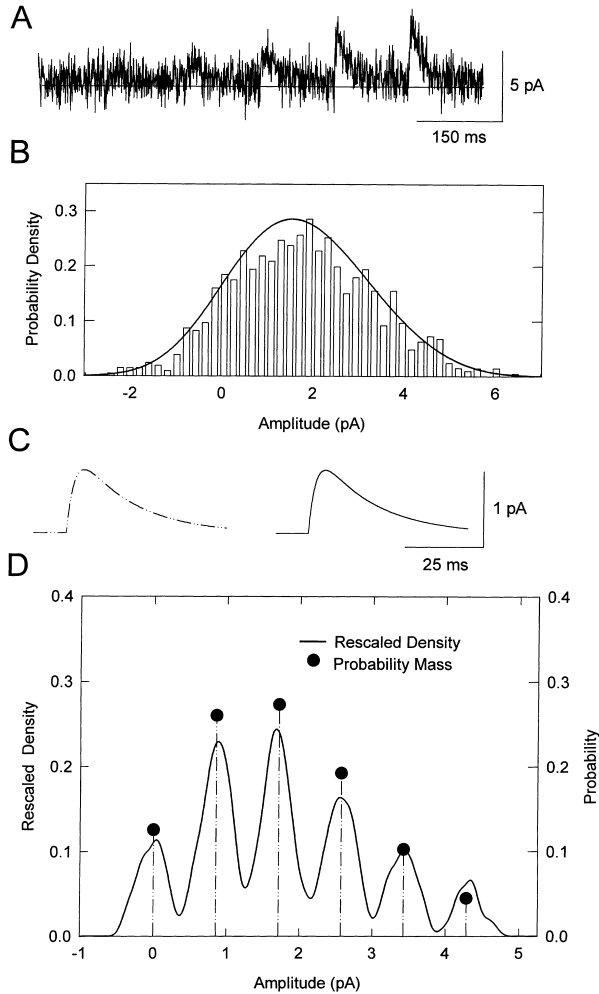 A
5 pA
150 ms
B
Probability Density
0.3
0.2
0.1
0.0
-2 0 2 4 6
Amplitude (pA)
C
1 pA
25 ms
D
Rescaled Density
0.4
0.3
0.2
0.1
0.0
Rescaled Density
Probability Mass
0.4
0.3
0.2
0.1
0.0
Probability
-1 0 1 2 3 4 5
Amplitude (pA)